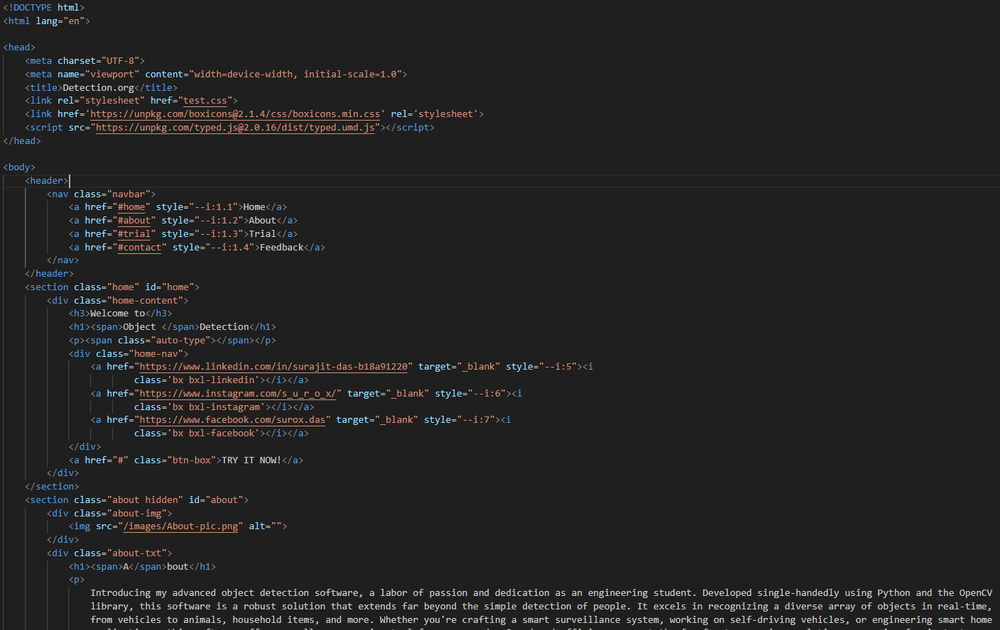 <!DOCTYPE html>
<html lang="en">
<head>
<meta charset="UTF-8">
<meta name="viewport" content="width=device-width, initial-scale=1.0">
<title>Detection.org</title>
<link rel="stylesheet" href="test.css">
<link href='https://unpkg.com/boxicons@2.1.4/css/boxicons.min.css' rel='stylesheet'>
<script src="https://unpkg.com/typed.js@2.0.16/dist/typed.umd.js"></script>
</head>
<body>
<header>
<nav class="navbar">
<a href="#home" style="--i:1.1">Home</a>
<a href="#about" style="--i:1.2">About</a>
<a href="#trial" style="--i:1.3">Trial</a>
<a href="#contact" style="--i:1.4">Feedback</a>
</nav>
</header>
<section class="home" id="home">
<div class="home-content">
<h3>Welcome to</h3>
<h1><span>Object </span>Detection</h1>
<p><span class="auto-type"></span></p>
<div class="home-nav">
<a href="https://www.linkedin.com/in/surajit-das-b18a91220" target="_blank" style="--i:5"><i
class='bx bxl-linkedin'></i></a>
<a href="https://www.instagram.com/s_u_r_o_x/" target="_blank" style="--i:6"><i
class='bx bxl-instagram'></i></a>
<a href="https://www.facebook.com/surox.das" target="_blank" style="--i:7"><i
class='bx bxl-facebook'></i></a>
</div>
<a href="#" class="btn-box">TRY IT NOW!</a>
</div>
</section>
<section class="about hidden" id="about">
<div class="about-img">
<img src="/images/About-pic.png" alt="">
</div>
<div class="about-txt">
<h1><span>A</span>bout</h1>
<p>
Introducing my advanced object detection software, a labor of passion and dedication as an engineering student. Developed single-handedly using Python and the OpenCV
library, this software is a robust solution that extends far beyond the simple detection of people. It excels in recognizing a diverse array of objects in real-time,
from vehicles to animals, household items, and more. Whether you're crafting a smart surveillance system, working on self-driving vehicles, or engineering smart home